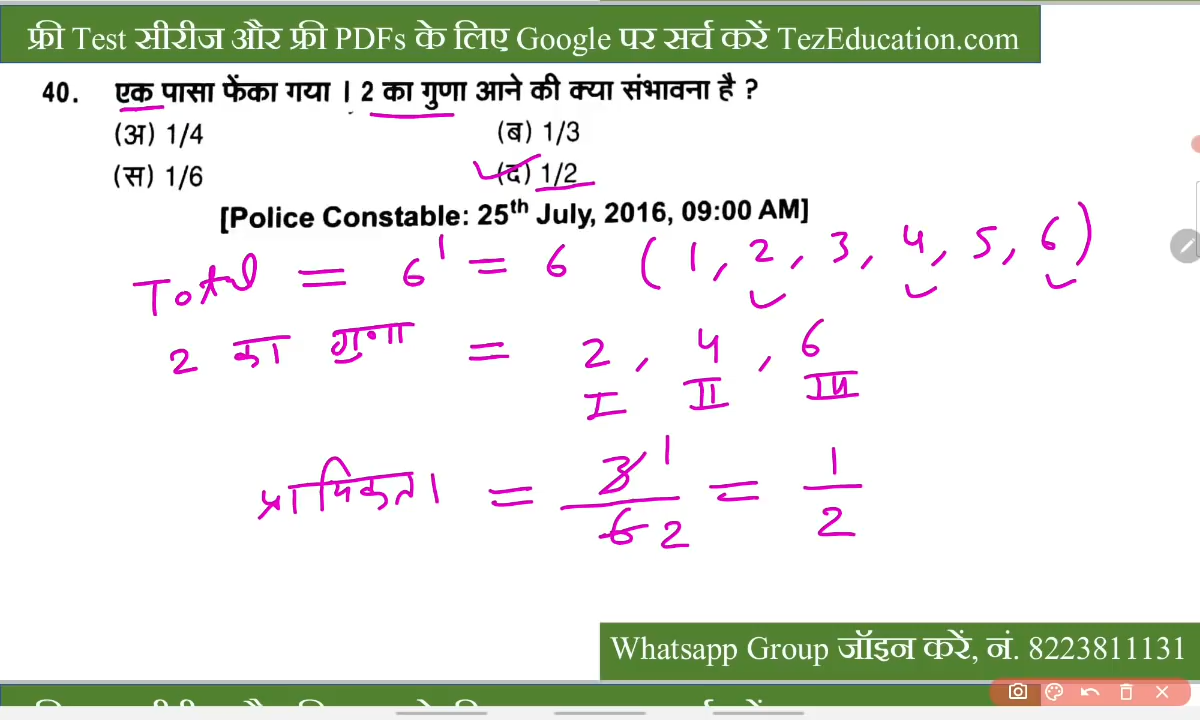 फ्री Test सीरीज और फ्री PDFs के लिए Google पर सर्च करें TezEducation.com
40. एक पासा फेंका गया । 2 का गुणा आने की क्या संभावना है ?
(अ) 1/4 (ब) 1/3
(स) 1/6 (द) 1/2
[Police Constable: 25th July, 2016, 09:00 AM]
Total = 6¹ = 6 (1, 2, 3, 4, 5, 6)
2 का गुणा = 2, 4, 6
I II III
प्रायिकता = 3 1 / 6 2 = 1/2
Whatsapp Group जॉइन करें, नं. 8223811131